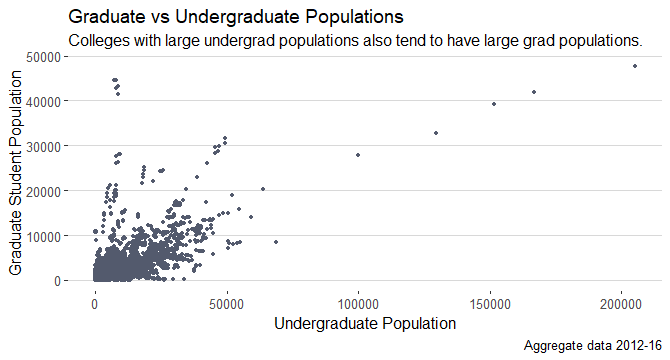 Graduate vs Undergraduate Populations
Colleges with large undergrad populations also tend to have large grad populations.
Graduate Student Population
50000
40000
30000
20000
10000
0
0 50000 100000 150000 200000
Undergraduate Population
Aggregate data 2012-16